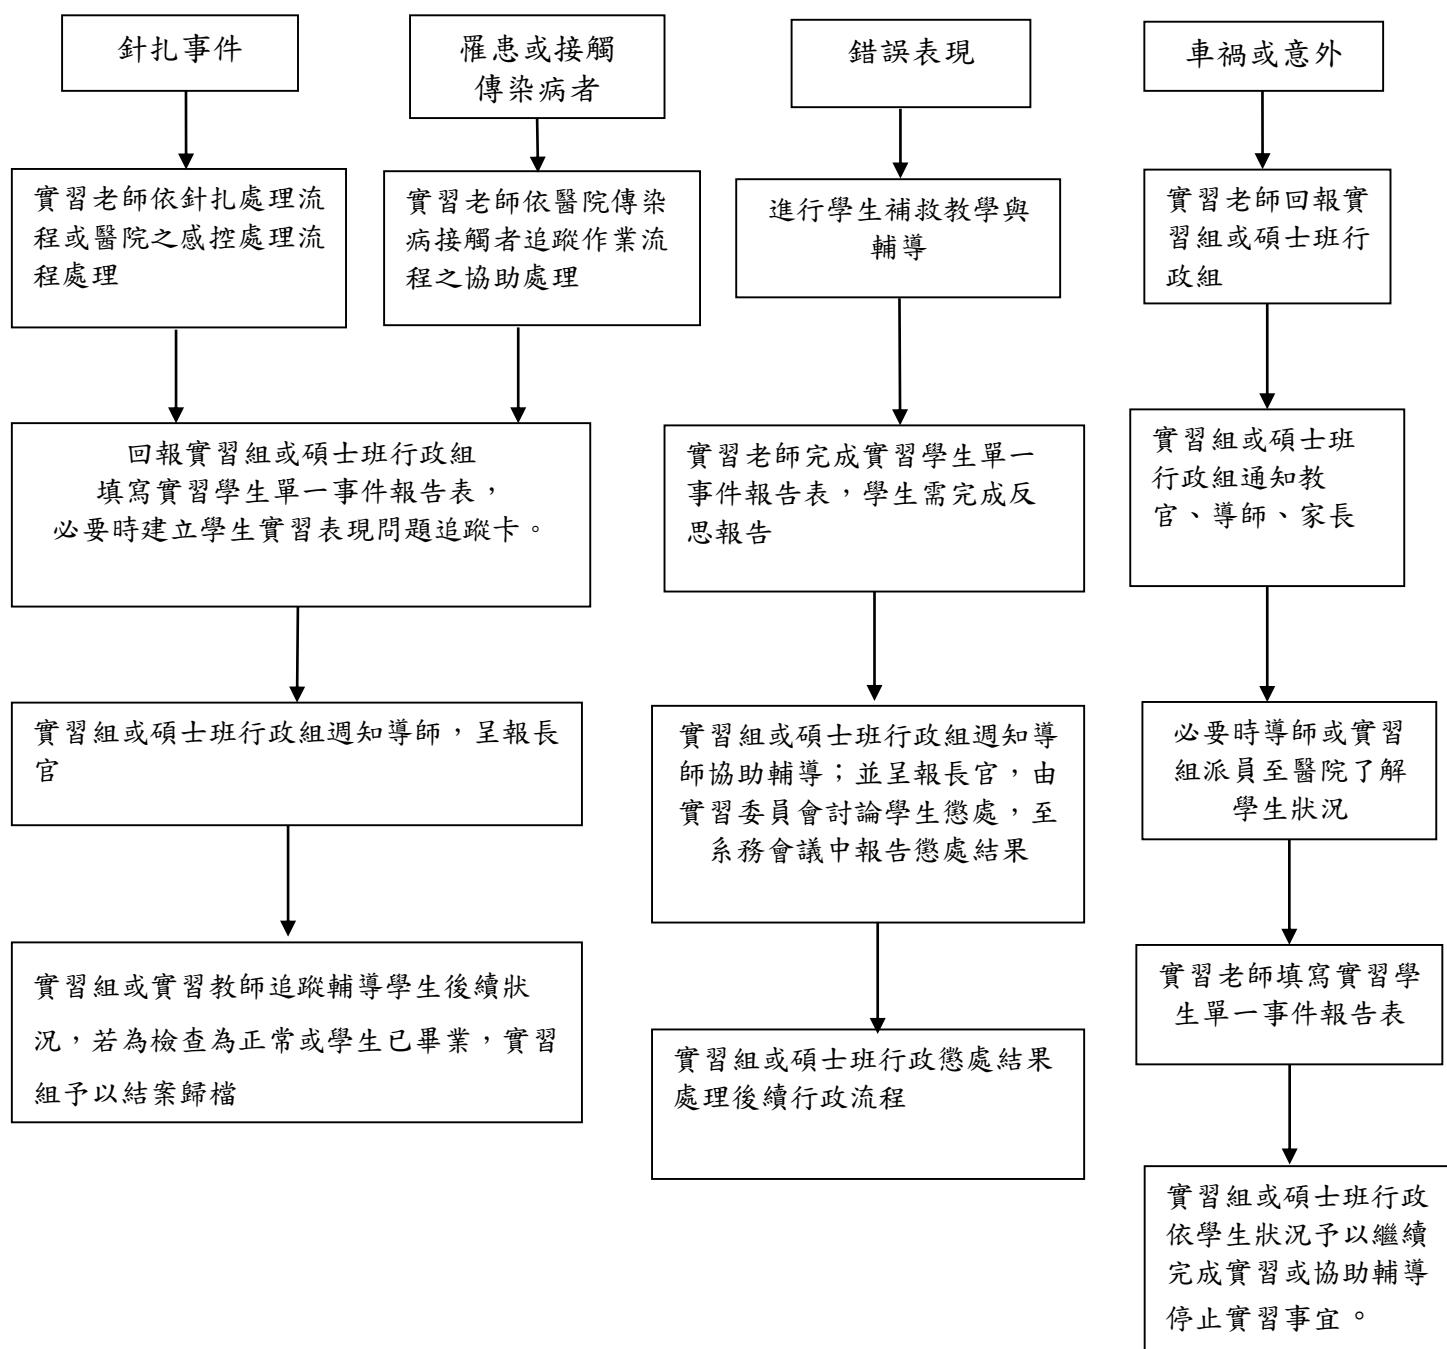 針扎事件
實習老師依針扎處理流
程或醫院之感控處理流
程處理
罹患或接觸
傳染病者
實習老師依醫院傳染
病接觸者追蹤作業流
程之協助處理
回報實習組或碩士班行政組
填寫實習學生單一事件報告表，
必要時建立學生實習表現問題追蹤卡。
實習組或碩士班行政組週知導師，呈報長
官
實習組或實習教師追蹤輔導學生後續狀
況，若為檢查為正常或學生已畢業，實習
組予以結案歸檔
錯誤表現
進行學生補救教學與
輔導
實習老師完成實習學生單一
事件報告表，學生需完成反
思報告
實習組或碩士班行政組週知導
師協助輔導；並呈報長官，由
實習委員會討論學生懲處，至
系務會議中報告懲處結果
實習組或碩士班行政懲處結果
處理後續行政流程
車禍或意外
實習老師回報實
習組或碩士班行
政組
實習組或碩士班
行政組通知教
官、導師、家長
必要時導師或實習
組派員至醫院了解
學生狀況
實習老師填寫實習學
生單一事件報告表
實習組或碩士班行政
依學生狀況予以繼續
完成實習或協助輔導
停止實習事宜。